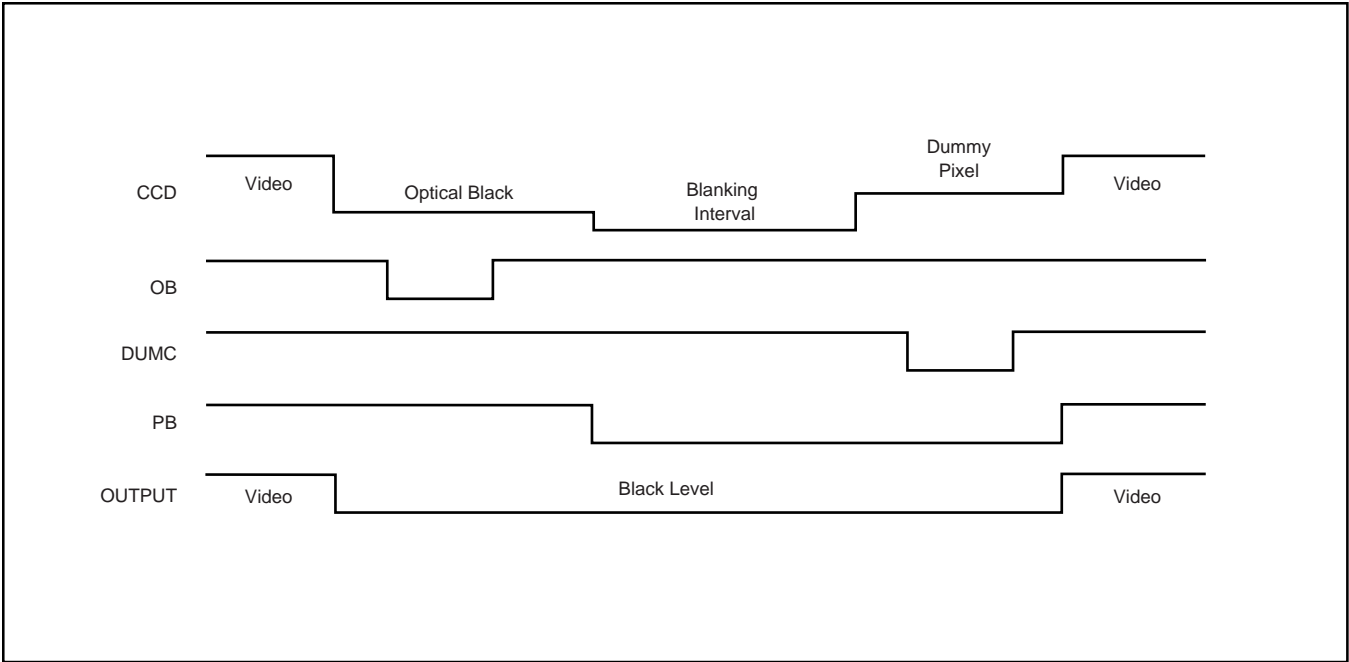 Dummy
Pixel
CCD
Video
Optical Black
Blanking
Interval
Video
OB
DUMC
PB
OUTPUT
Video
Black Level
Video